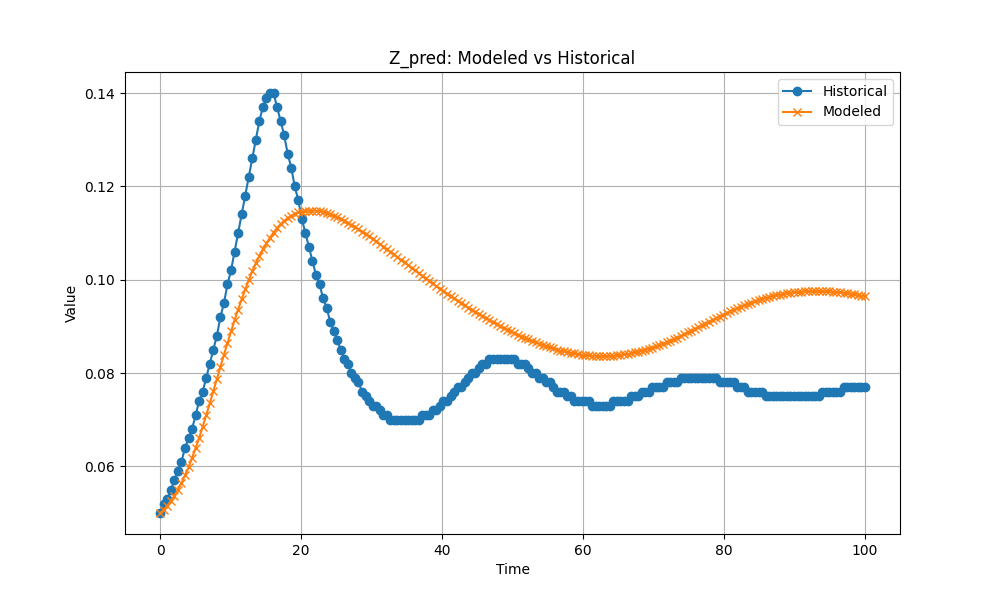 Z_pred: Modeled vs Historical
Historical
Modeled
Value
0.14
0.12
0.10
0.08
0.06
0
20
40
60
80
100
Time